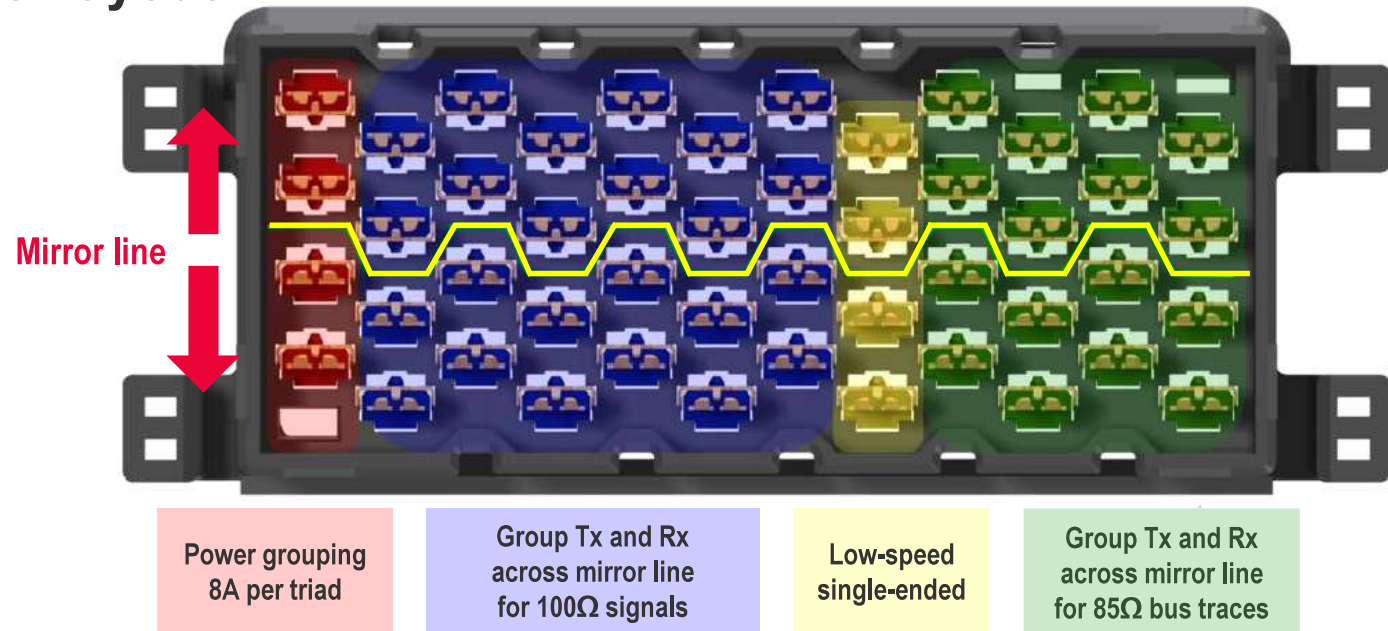 Mirror line
Power grouping
8A per triad
Group Tx and Rx
across mirror line
for 100Ω signals
Low-speed
single-ended
Group Tx and Rx
across mirror line
for 85Ω bus traces